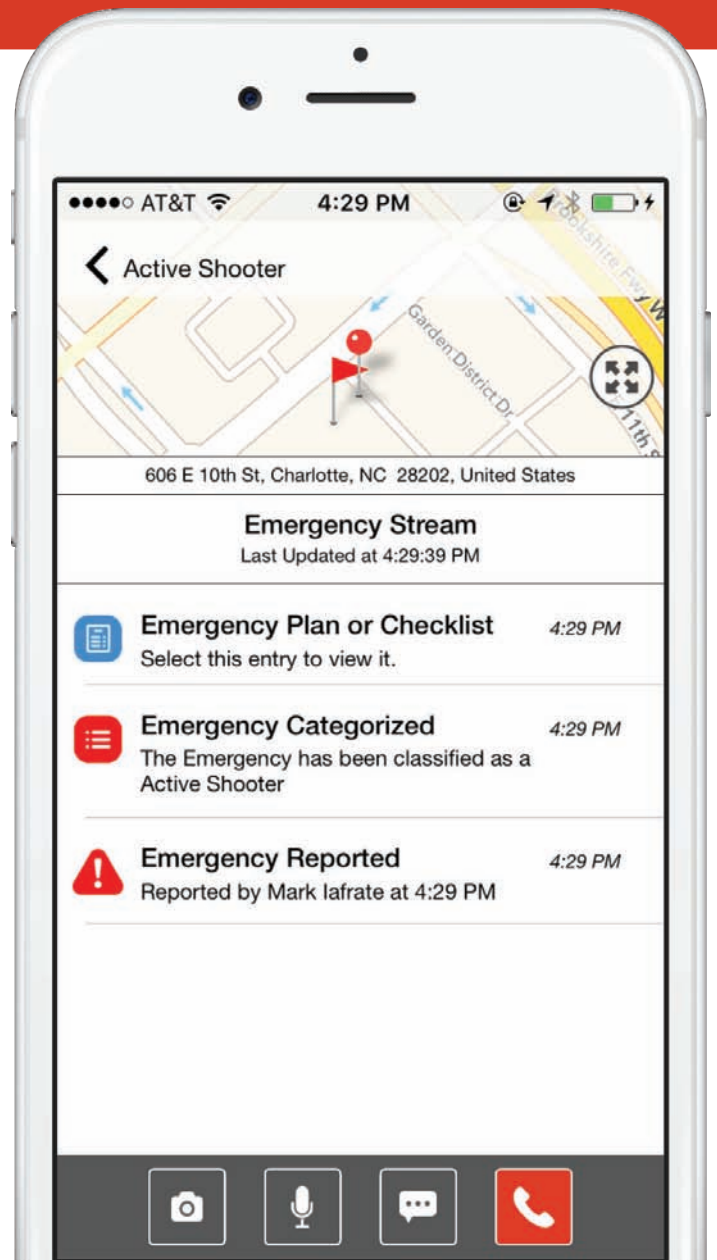 AT&T 4:29 PM
Brookshire Fwy W
Active Shooter
Garden District Dr
E 11th S
606 E 10th St, Charlotte, NC 28202, United States
Emergency Stream
Last Updated at 4:29:39 PM
Emergency Plan or Checklist 4:29 PM
Select this entry to view it.
Emergency Categorized 4:29 PM
The Emergency has been classified as a
Active Shooter
Emergency Reported 4:29 PM
Reported by Mark Iafrate at 4:29 PM